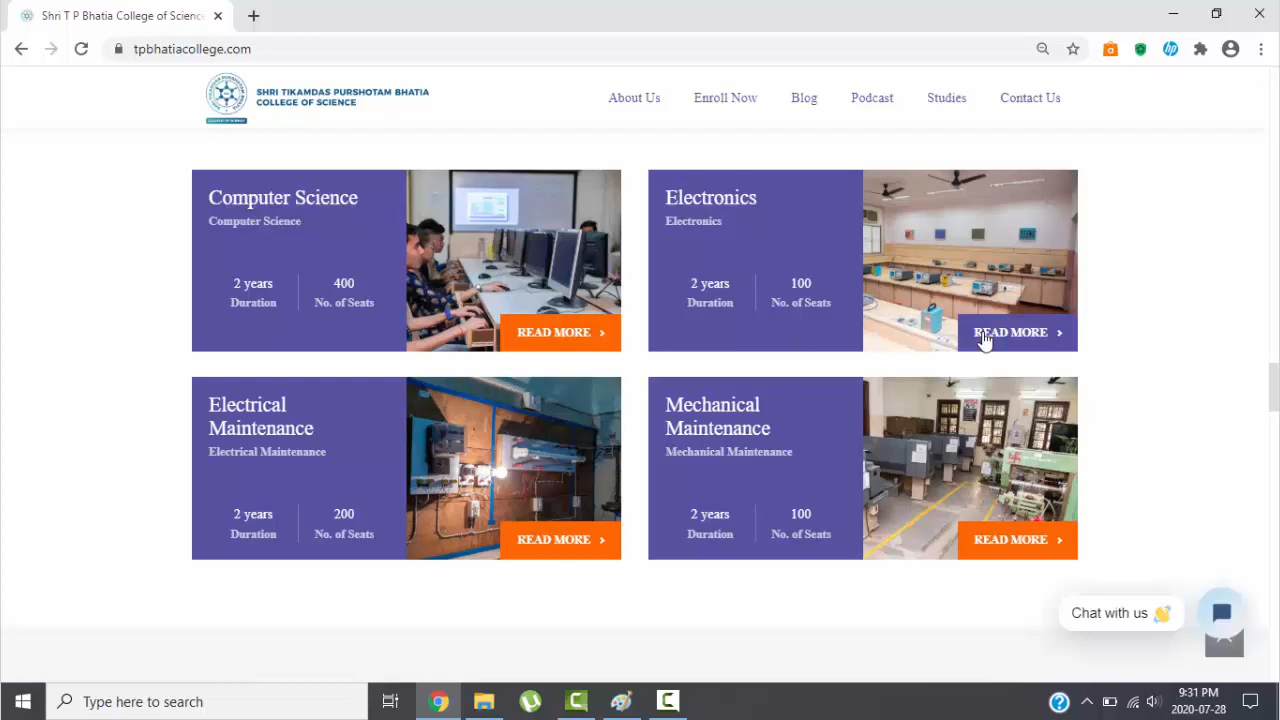 Shri T P Bhatia College of Scienc
tpbhatiacollege.com
SHRI TIKAMDAS PURSHOTAM BHATIA
COLLEGE OF SCIENCE
About Us
Enroll Now
Blog
Podcast
Studies
Contact Us
Computer Science
Computer Science
2 years
400
Duration
No. of Seats
READ MORE
Electronics
Electronics
2 years
100
Duration
No. of Seats
READ MORE
Electrical
Maintenance
Electrical Maintenance
2 years
200
Duration
No. of Seats
READ MORE
Mechanical
Maintenance
Mechanical Maintenance
2 years
100
Duration
No. of Seats
READ MORE
Chat with us 👋
Type here to search
9:31 PM
2020-07-28